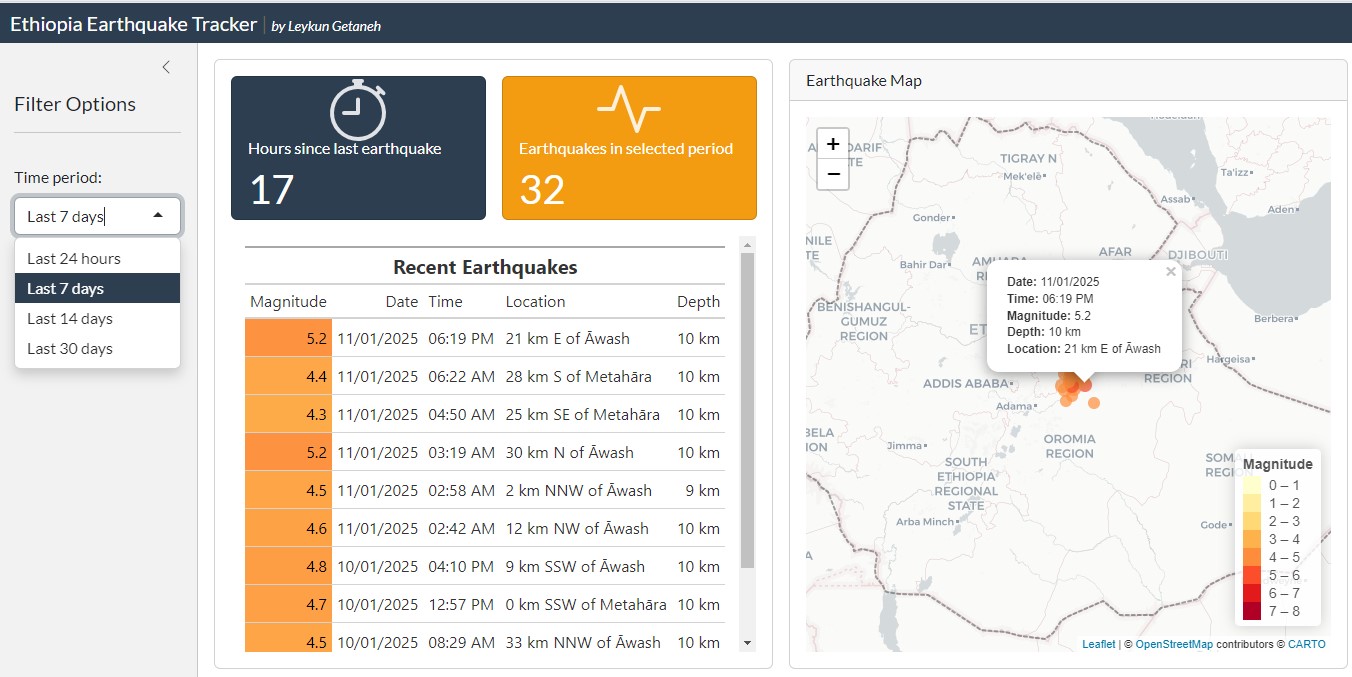 Ethiopia Earthquake Tracker | by Leykun Getaneh
Filter Options
Time period:
Last 7 days
Last 24 hours
Last 7 days
Last 14 days
Last 30 days
Hours since last earthquake
17
Earthquakes in selected period
32
Recent Earthquakes
Magnitude Date Time Location Depth
5.2 11/01/2025 06:19 PM 21 km E of Āwash 10 km
4.4 11/01/2025 06:22 AM 28 km S of Metahāra 10 km
4.3 11/01/2025 04:50 AM 25 km SE of Metahāra 10 km
5.2 11/01/2025 03:19 AM 30 km N of Āwash 10 km
4.5 11/01/2025 02:58 AM 2 km NNW of Āwash 9 km
4.6 11/01/2025 02:42 AM 12 km NW of Āwash 10 km
4.8 10/01/2025 04:10 PM 9 km SSW of Āwash 10 km
4.7 10/01/2025 12:57 PM 0 km SSW of Metahāra 10 km
4.5 10/01/2025 08:29 AM 33 km NNW of Āwash 10 km
Earthquake Map
+
−
DARIF
TE
TIGRAY N
Mek'elē
Ta'izz
Assab
Aden
Gonder
NILE
TE
AFAR
DJIBOUTI
Bahir Dar
AMHARA
BENISHANGUL-
GUMUZ
REGION
Date: 11/01/2025
Time: 06:19 PM
Magnitude: 5.2
Depth: 10 km
Location: 21 km E of Āwash
×
ET
Berbera
Hargeisa
RI
REGION
ADDIS ABABA
Adama
BELA
ION
Jimma
OROMIA
REGION
SOUTH
ETHIOPIA
REGIONAL
STATE
Arba Minch
SOM
REGI
Gode
Magnitude
0 – 1
1 – 2
2 – 3
3 – 4
4 – 5
5 – 6
6 – 7
7 – 8
Leaflet | © OpenStreetMap contributors © CARTO